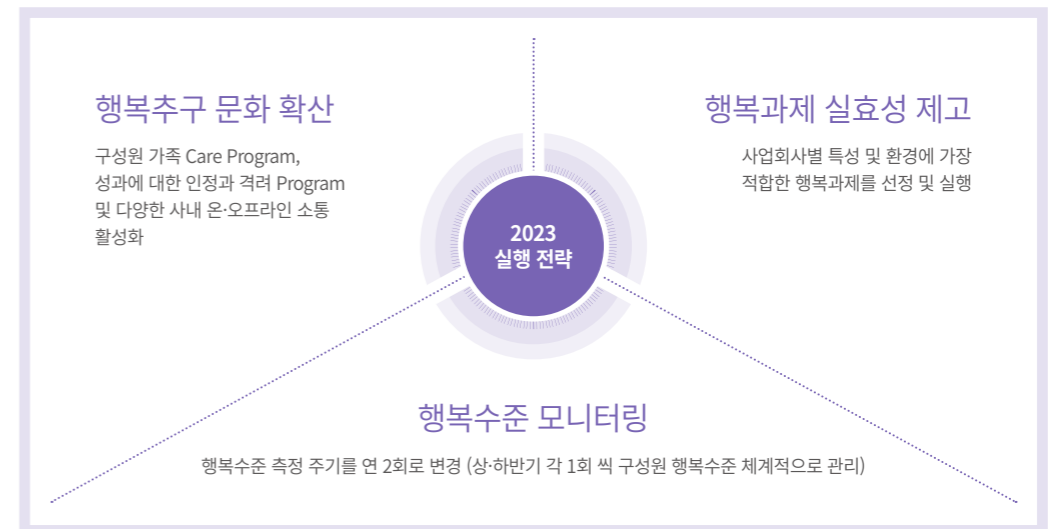 행복추구 문화 확산
구성원 가족 Care Program,
성과에 대한 인정과 격려 Program
및 다양한 사내 온·오프라인 소통
활성화
행복과제 실효성 제고
사업회사별 특성 및 환경에 가장
적합한 행복과제를 선정 및 실행
2023
실행 전략
행복수준 모니터링
행복수준 측정 주기를 연 2회로 변경 (상·하반기 각 1회 씩 구성원 행복수준 체계적으로 관리)